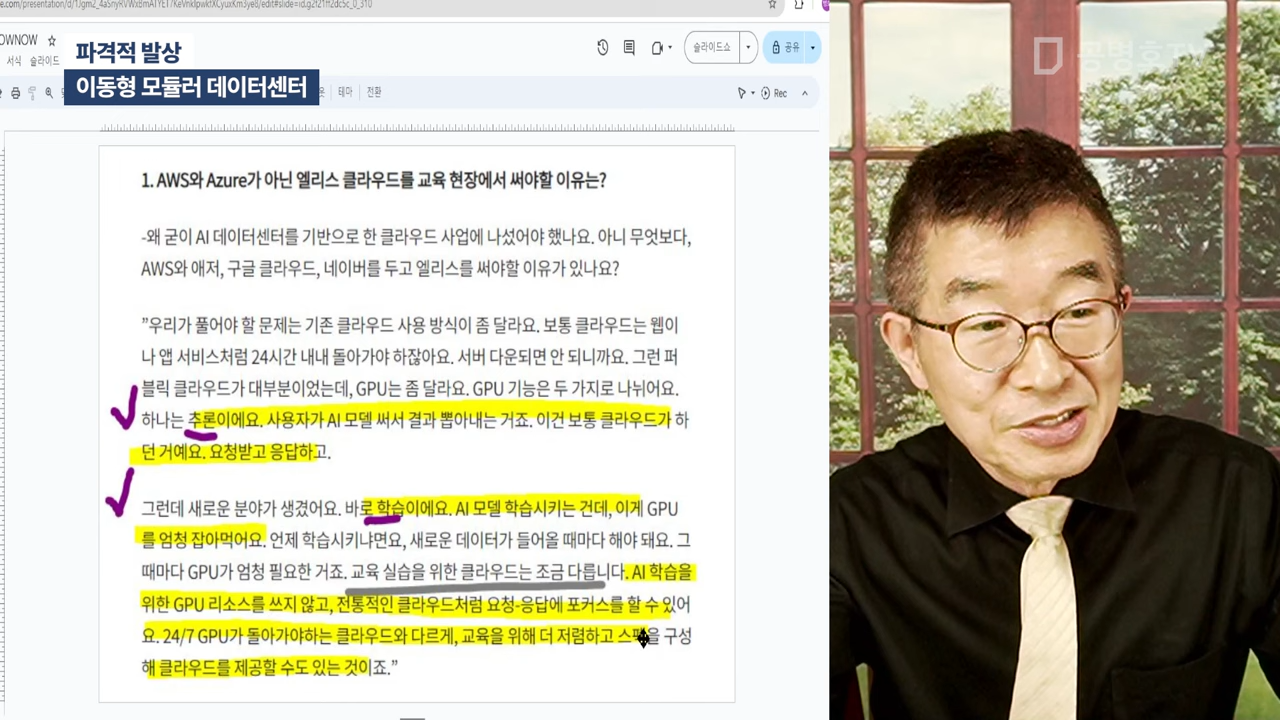 파격적 발상
이동형 모듈러 데이터센터
OWNOW
서식 슬라이드
슬라이드쇼
공유
테마 전환
Rec
공병호TV
1. AWS와 Azure가 아닌 엘리스 클라우드를 교육 현장에서 써야할 이유는?
-왜 굳이 AI 데이터센터를 기반으로 한 클라우드 사업에 나섰어야 했나요. 아니 무엇보다,
AWS와 애저, 구글 클라우드, 네이버를 두고 엘리스를 써야할 이유가 있나요?
”우리가 풀어야 할 문제는 기존 클라우드 사용 방식이 좀 달라요. 보통 클라우드는 웹이
나 앱 서비스처럼 24시간 내내 돌아가야 하잖아요. 서버 다운되면 안 되니까요. 그런 퍼
블릭 클라우드가 대부분이었는데, GPU는 좀 달라요. GPU 기능은 두 가지로 나뉘어요.
하나는 추론이에요. 사용자가 AI 모델 써서 결과 뽑아내는 거죠. 이건 보통 클라우드가 하
던 거예요. 요청받고 응답하고.
그런데 새로운 분야가 생겼어요. 바로 학습이에요. AI 모델 학습시키는 건데, 이게 GPU
를 엄청 잡아먹어요. 언제 학습시키냐면요, 새로운 데이터가 들어올 때마다 해야 돼요. 그
때마다 GPU가 엄청 필요한 거죠. 교육 실습을 위한 클라우드는 조금 다릅니다. AI 학습을
위한 GPU 리소스를 쓰지 않고, 전통적인 클라우드처럼 요청-응답에 포커스를 할 수 있어
요. 24/7 GPU가 돌아가야하는 클라우드와 다르게, 교육을 위해 더 저렴하고 스펙을 구성
해 클라우드를 제공할 수도 있는 것이죠.”